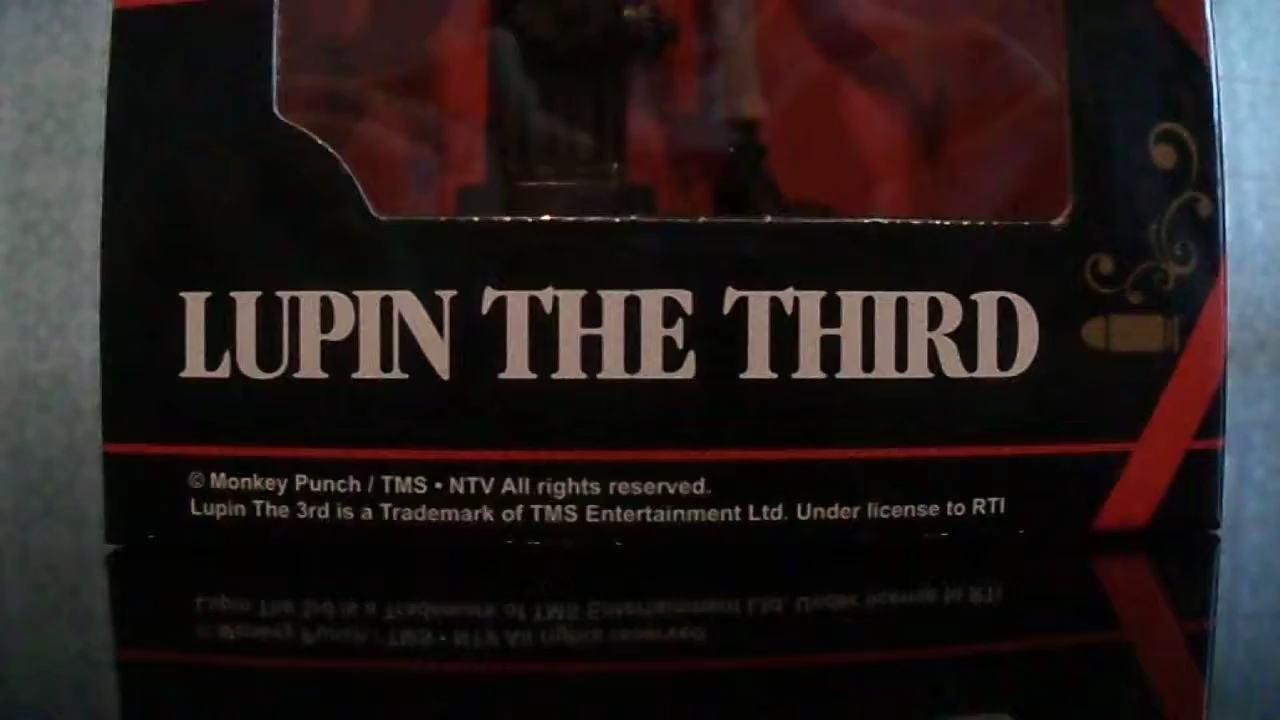 LUPIN THE THIRD
© Monkey Punch / TMS • NTV All rights reserved.
Lupin The 3rd is a Trademark of TMS Entertainment Ltd. Under license to RTI